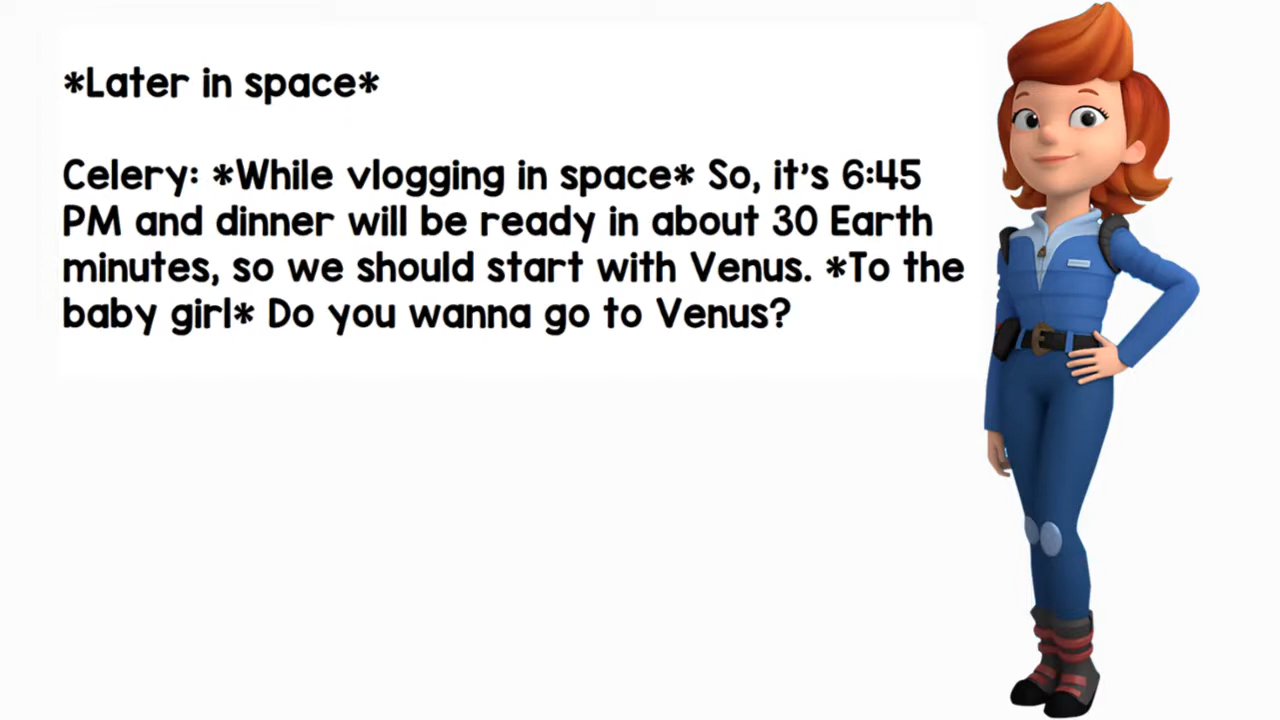 *Later in space*
Celery: *While vlogging in space* So, it's 6:45
PM and dinner will be ready in about 30 Earth
minutes, so we should start with Venus. *To the
baby girl* Do you wanna go to Venus?